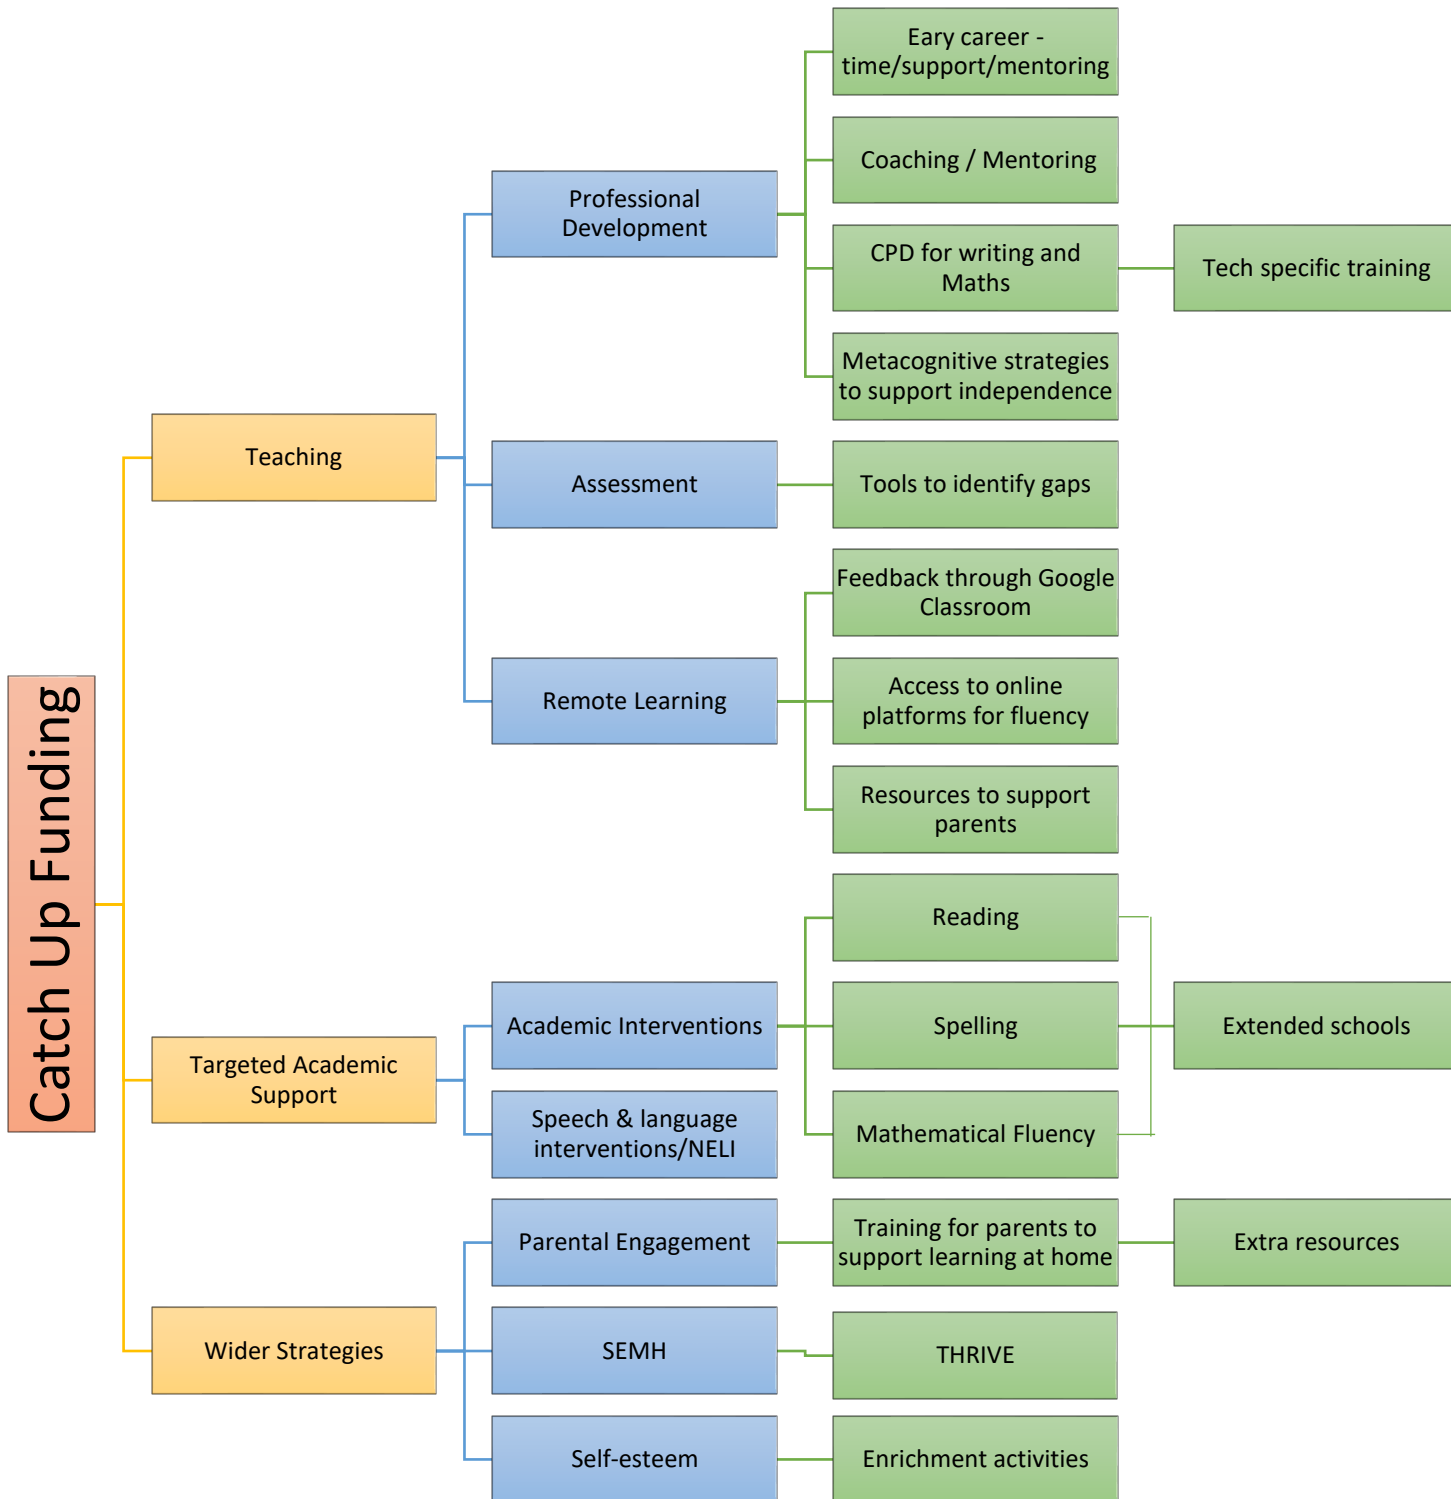 Catch Up Funding
Teaching
Professional
Development
Eary career -
time/support/mentoring
Coaching / Mentoring
CPD for writing and
Maths
Tech specific training
Metacognitive strategies
to support independence
Assessment
Tools to identify gaps
Remote Learning
Feedback through Google
Classroom
Access to online
platforms for fluency
Resources to support
parents
Targeted Academic
Support
Academic Interventions
Reading
Spelling
Mathematical Fluency
Extended schools
Speech & language
interventions/NELI
Wider Strategies
Parental Engagement
Training for parents to
support learning at home
Extra resources
SEMH
THRIVE
Self-esteem
Enrichment activities